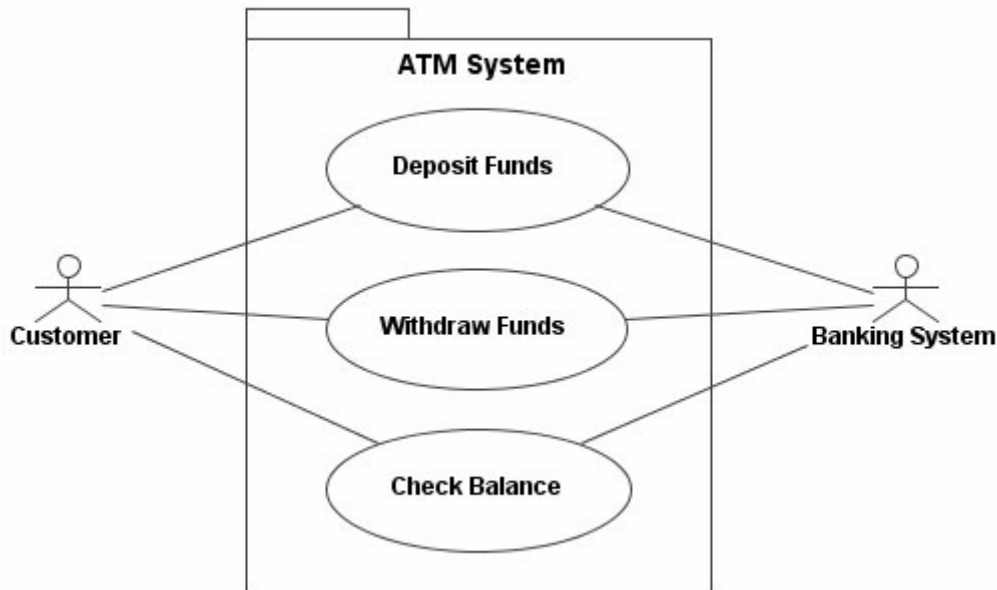 ATM System
Deposit Funds
Withdraw Funds
Customer
Banking System
Check Balance